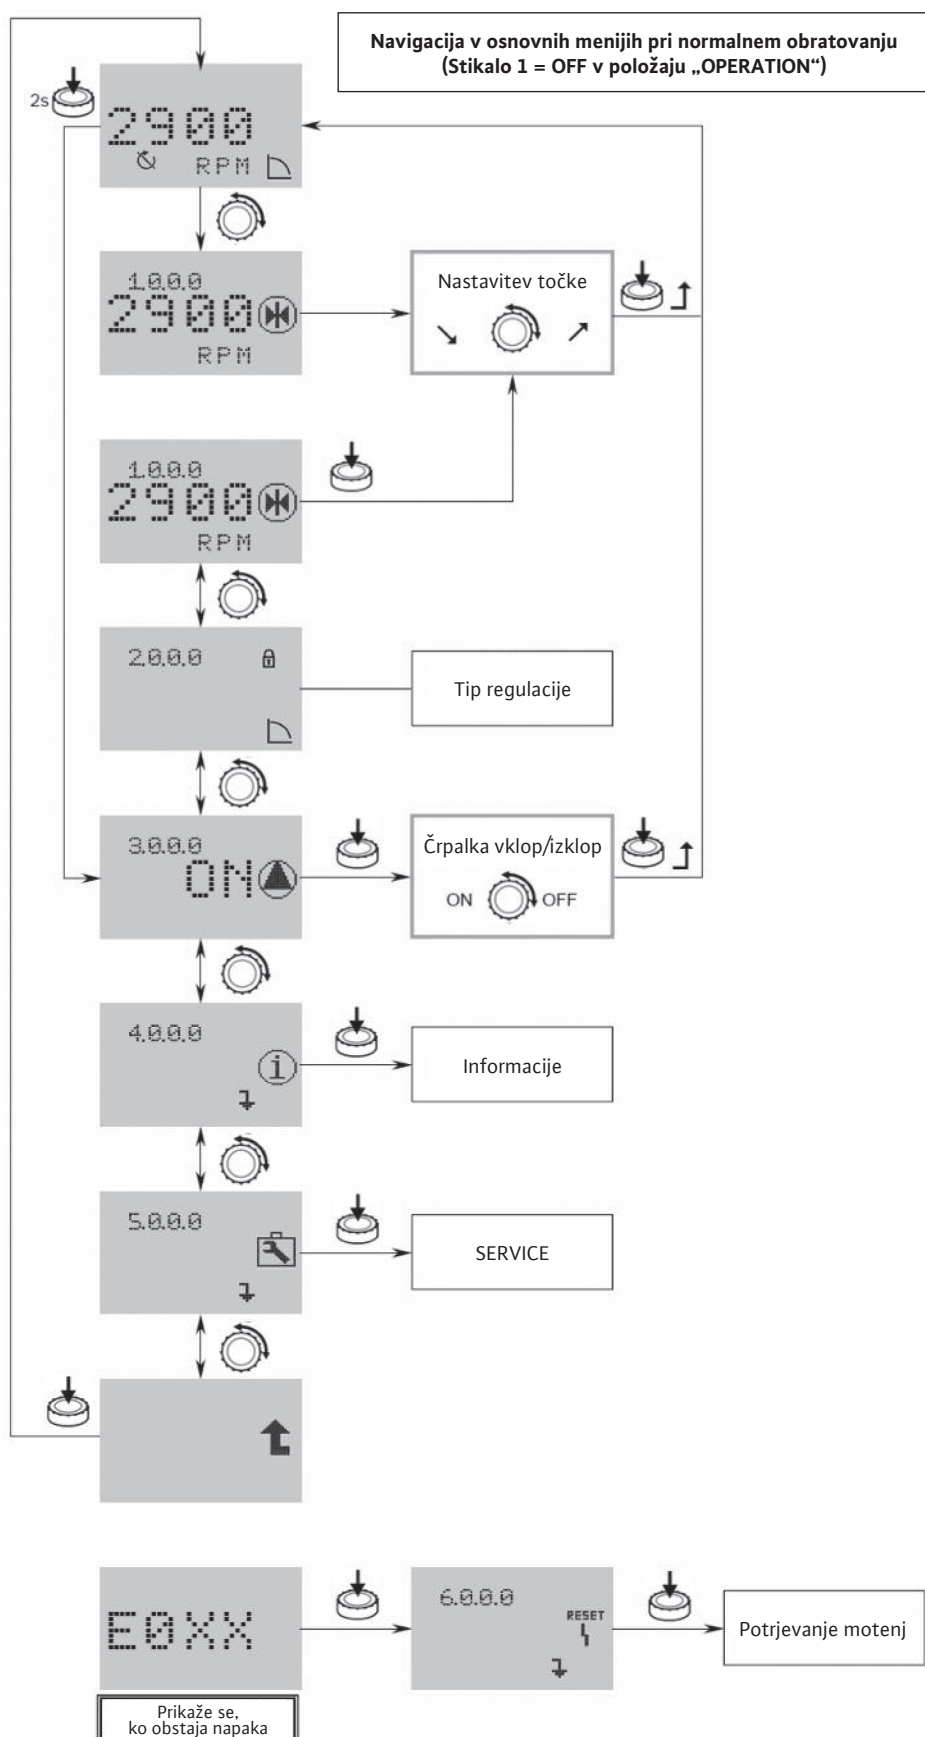 Navigacija v osnovnih menijih pri normalnem obratovanju
(Stikalo 1 = OFF v položaju „OPERATION“)
2s
2900
RPM
1.0.0.0
2900
RPM
Nastavitev točke
1.0.0.0
2900
RPM
2.0.0.0
Tip regulacije
3.0.0.0
ON
Črpalka vklop/izklop
ON OFF
4.0.0.0
i
Informacije
5.0.0.0
SERVICE
E0XX
6.0.0.0
RESET
Potrjevanje motenj
Prikaže se,
ko obstaja napaka